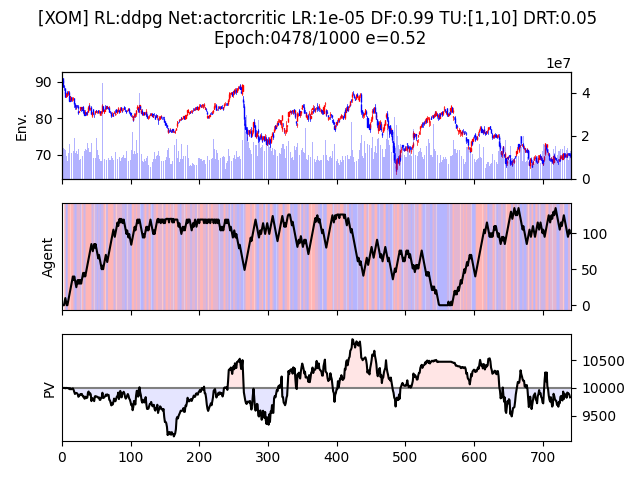 [XOM] RL:ddpg Net:actorcritic LR:1e-05 DF:0.99 TU:[1,10] DRT:0.05
Epoch:0478/1000 e=0.52
1e7
90
80
70
Env.
4
2
0
Agent
100
50
0
PV
10500
10000
9500
0 100 200 300 400 500 600 700